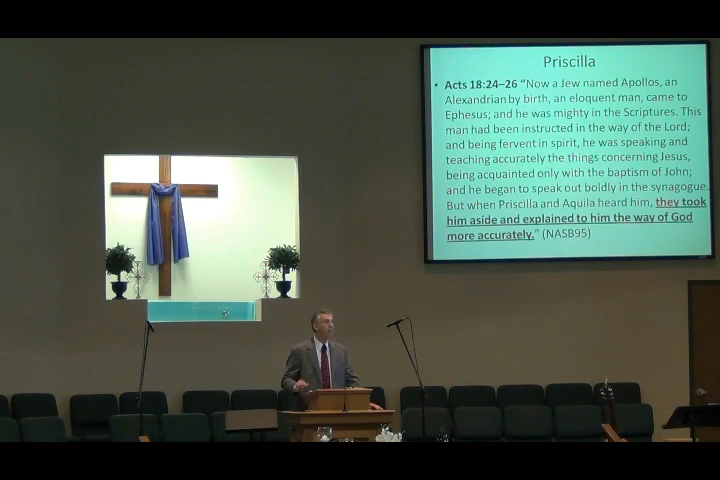 Priscilla
• Acts 18:24–26 “Now a Jew named Apollos, an
Alexandrian by birth, an eloquent man, came to
Ephesus; and he was mighty in the Scriptures. This
man had been instructed in the way of the Lord;
and being fervent in spirit, he was speaking and
teaching accurately the things concerning Jesus,
being acquainted only with the baptism of John;
and he began to speak out boldly in the synagogue.
But when Priscilla and Aquila heard him, they took
him aside and explained to him the way of God
more accurately.” (NASB95)